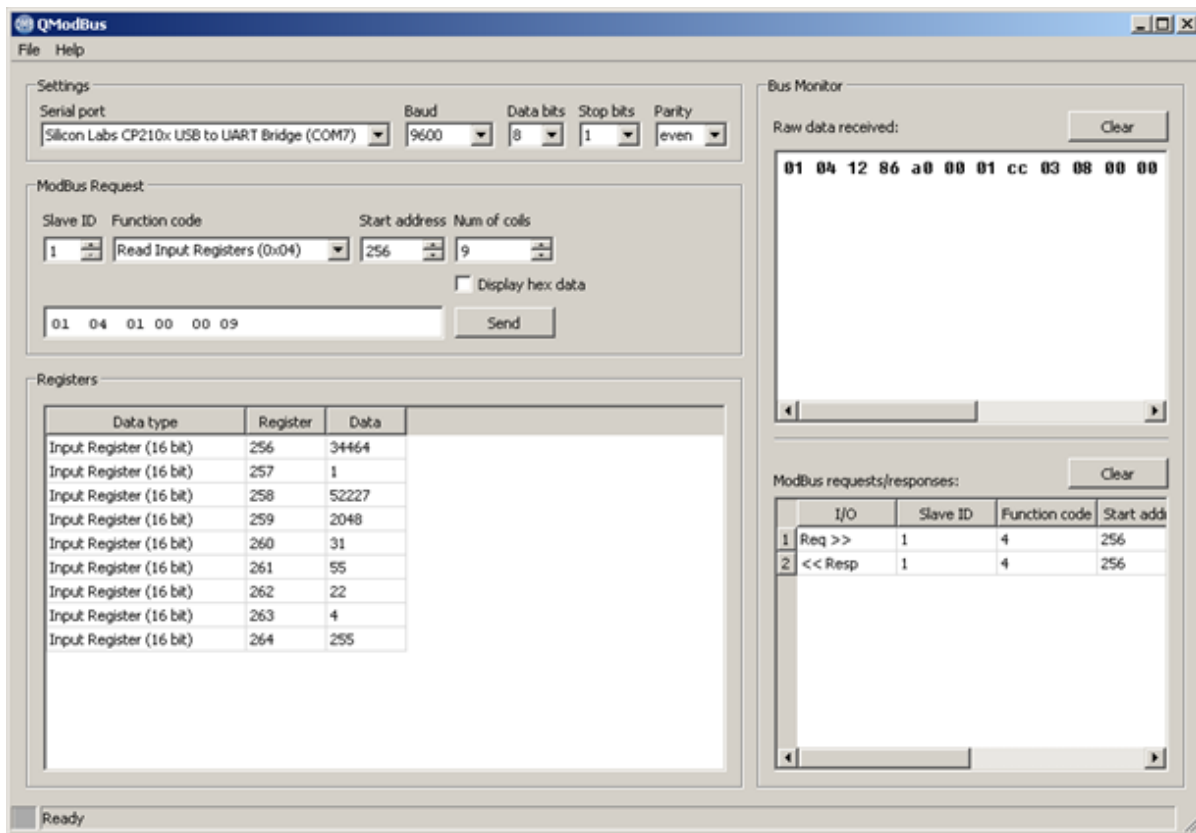 QModBus
File Help
Settings
Serial port Baud Data bits Stop bits Parity
Silicon Labs CP210x USB to UART Bridge (COM7) 9600 8 1 even
ModBus Request
Slave ID Function code Start address Num of coils
1 Read Input Registers (0x04) 256 9
Display hex data
01 04 01 00 00 09 Send
Registers
Data type Register Data
Input Register (16 bit) 256 34464
Input Register (16 bit) 257 1
Input Register (16 bit) 258 52227
Input Register (16 bit) 259 2048
Input Register (16 bit) 260 31
Input Register (16 bit) 261 55
Input Register (16 bit) 262 22
Input Register (16 bit) 263 4
Input Register (16 bit) 264 255
Bus Monitor
Raw data received: Clear
01 04 12 86 a0 00 01 cc 03 08 00 00
ModBus requests/responses: Clear
I/O Slave ID Function code Start add
1 Req >> 1 4 256
2 << Resp 1 4 256
Ready